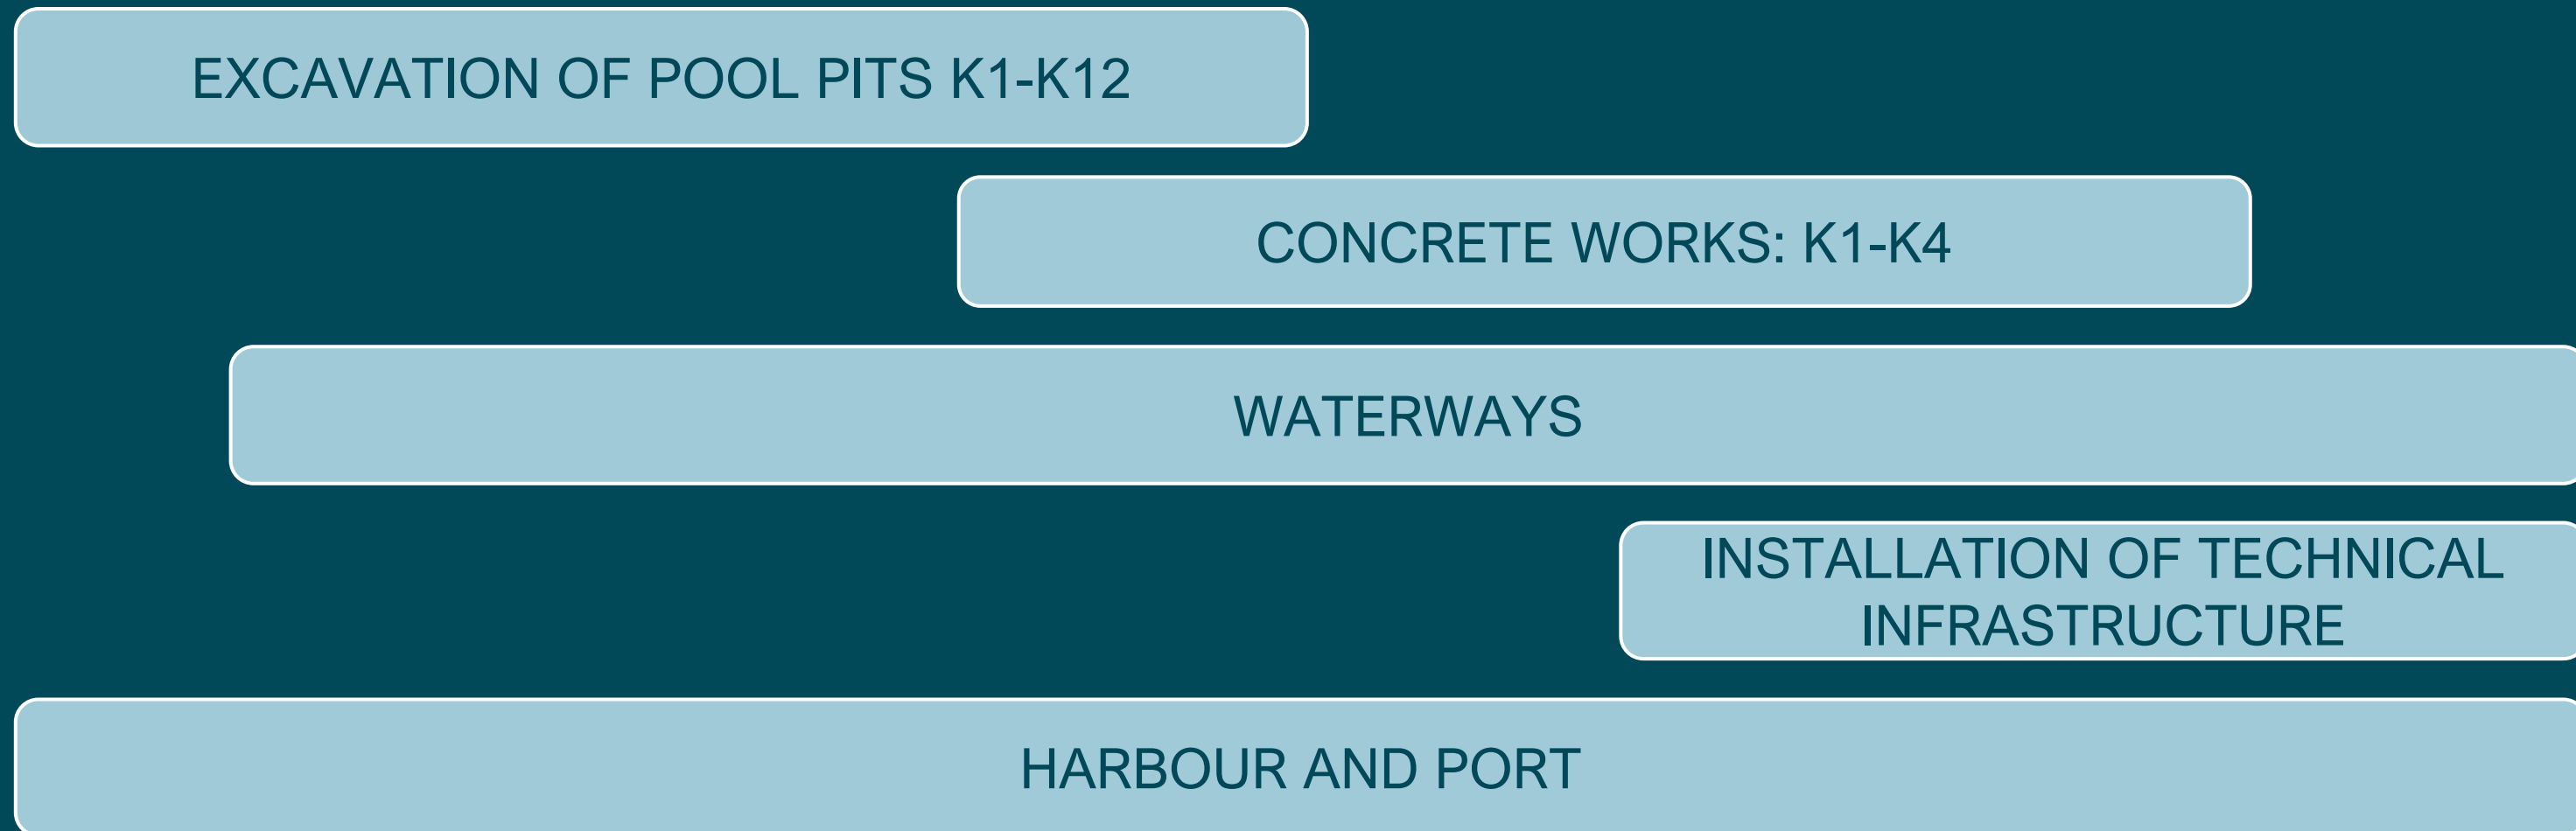 EXCAVATION OF POOL PITS K1-K12
CONCRETE WORKS: K1-K4
WATERWAYS
INSTALLATION OF TECHNICAL
INFRASTRUCTURE
HARBOUR AND PORT